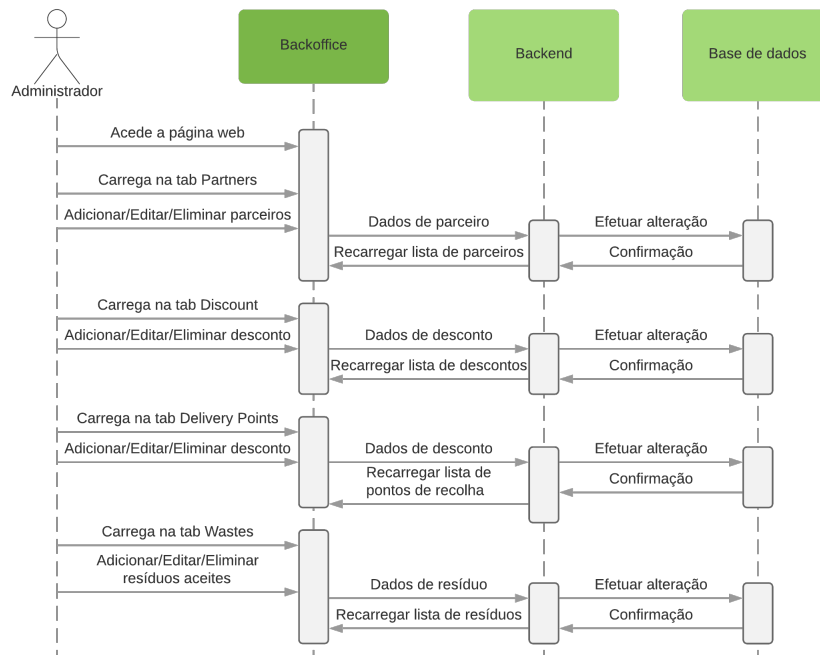 Backoffice
Backend
Base de dados
Administrador
Acede a página web
Carrega na tab Partners
Adicionar/Editar/Eliminar parceiros
Dados de parceiro
Efetuar alteração
Recarregar lista de parceiros
Confirmação
Carrega na tab Discount
Adicionar/Editar/Eliminar desconto
Dados de desconto
Efetuar alteração
Recarregar lista de descontos
Confirmação
Carrega na tab Delivery Points
Adicionar/Editar/Eliminar desconto
Dados de desconto
Efetuar alteração
Recarregar lista de
pontos de recolha
Confirmação
Carrega na tab Wastes
Adicionar/Editar/Eliminar
resíduos aceites
Dados de resíduo
Efetuar alteração
Recarregar lista de resíduos
Confirmação